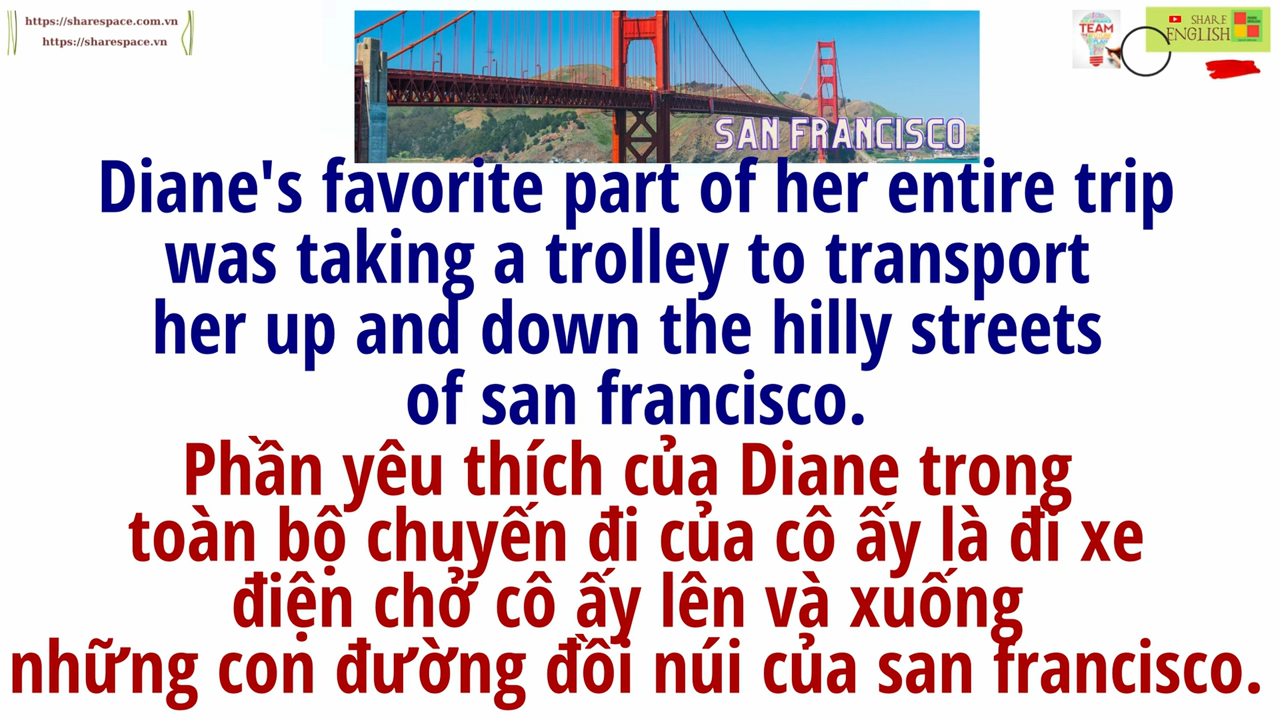 https://sharespace.com.vn
https://sharespace.vn
SAN FRANCISCO
TEAM
PLAN
SHARE
ENGLISH
Diane's favorite part of her entire trip
was taking a trolley to transport
her up and down the hilly streets
of san francisco.
Phần yêu thích của Diane trong
toàn bộ chuyến đi của cô ấy là đi xe
điện chở cô ấy lên và xuống
những con đường đồi núi của san francisco.